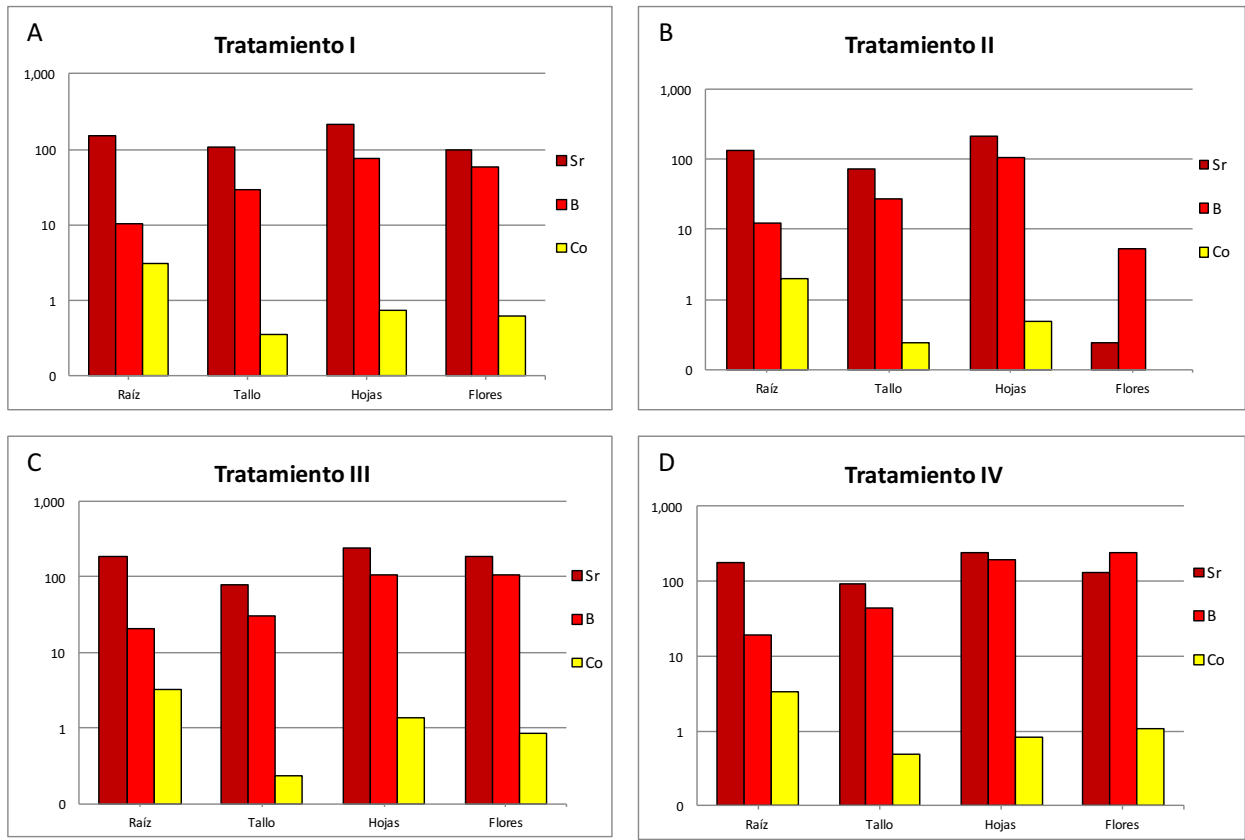 A
Tratamiento I
1,000
100
10
1
0
Raíz Tallo Hojas Flores
Sr
B
Co
B
Tratamiento II
1,000
100
10
1
0
Raíz Tallo Hojas Flores
Sr
B
Co
C
Tratamiento III
1,000
100
10
1
0
Raíz Tallo Hojas Flores
Sr
B
Co
D
Tratamiento IV
1,000
100
10
1
0
Raíz Tallo Hojas Flores
Sr
B
Co